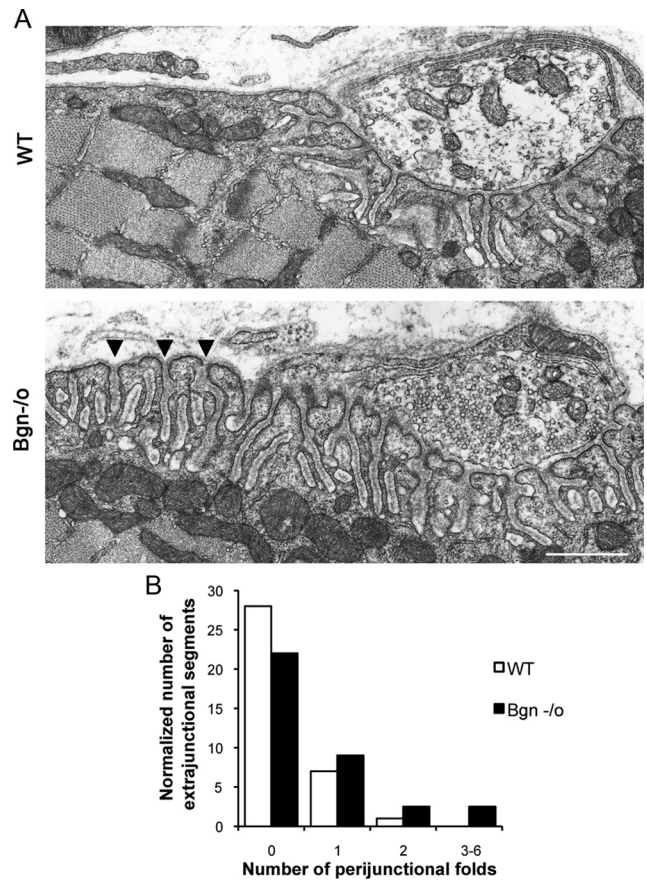 A
WT
Bgn-/o
B
Normalized number of
extrajunctional segments
30
25
20
15
10
5
0
0 1 2 3-6
Number of perijunctional folds
WT
Bgn -/o